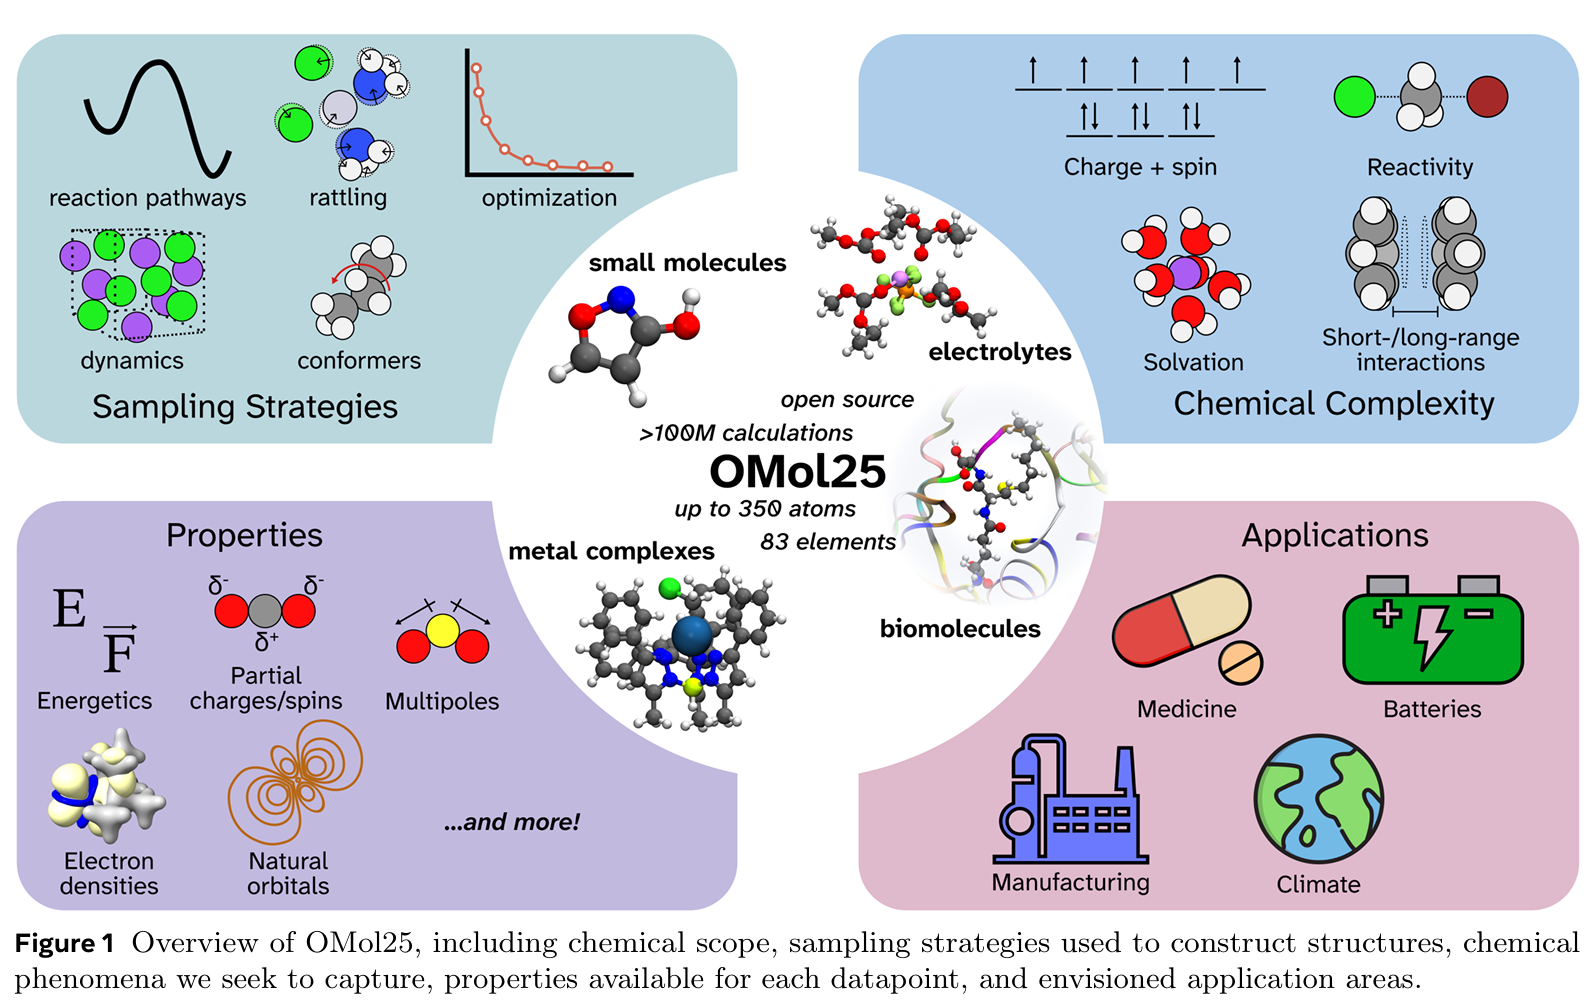 reaction pathways
rattling
optimization
dynamics
conformers
Sampling Strategies
Charge + spin
Reactivity
Solvation
Short-/long-range
interactions
Chemical Complexity
small molecules
electrolytes
open source
>100M calculations
OMol25
up to 350 atoms
83 elements
metal complexes
biomolecules
Properties
E
F
Energetics
δ-
δ-
δ+
Partial
charges/spins
Multipoles
Electron
densities
Natural
orbitals
...and more!
Applications
Medicine
+ −
Batteries
Manufacturing
Climate
Figure 1 Overview of OMol25, including chemical scope, sampling strategies used to construct structures, chemical
phenomena we seek to capture, properties available for each datapoint, and envisioned application areas.